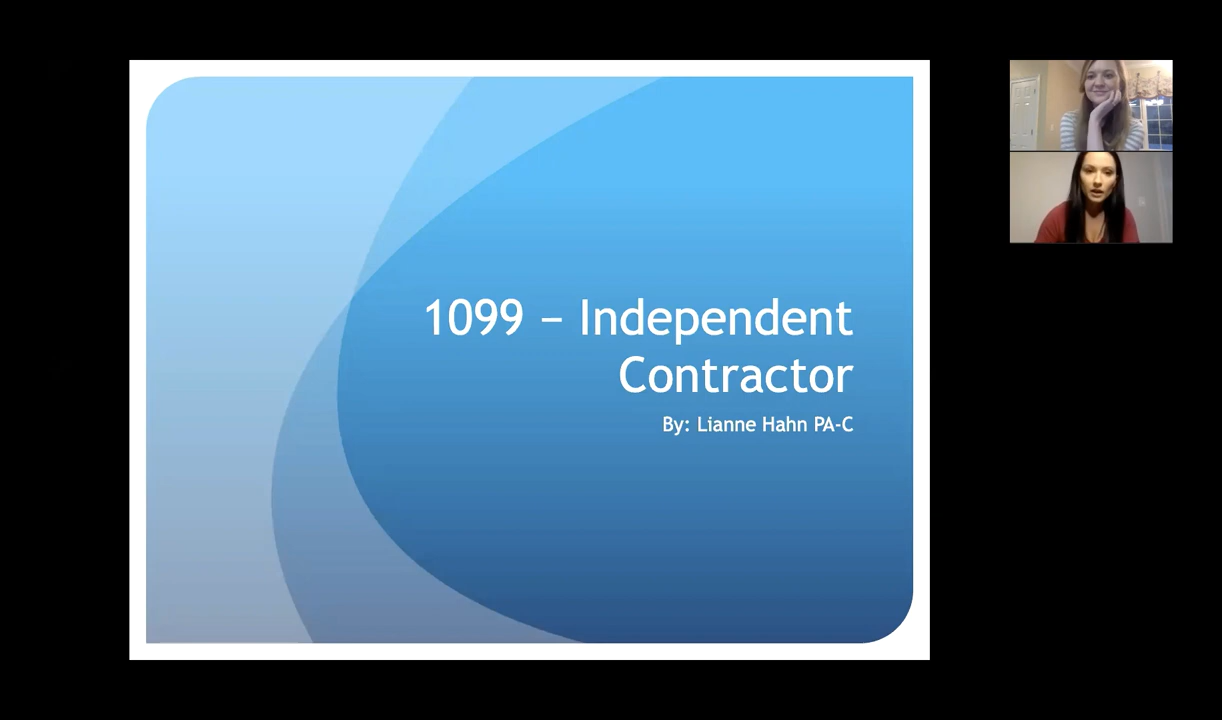 1099 – Independent
Contractor
By: Lianne Hahn PA-C